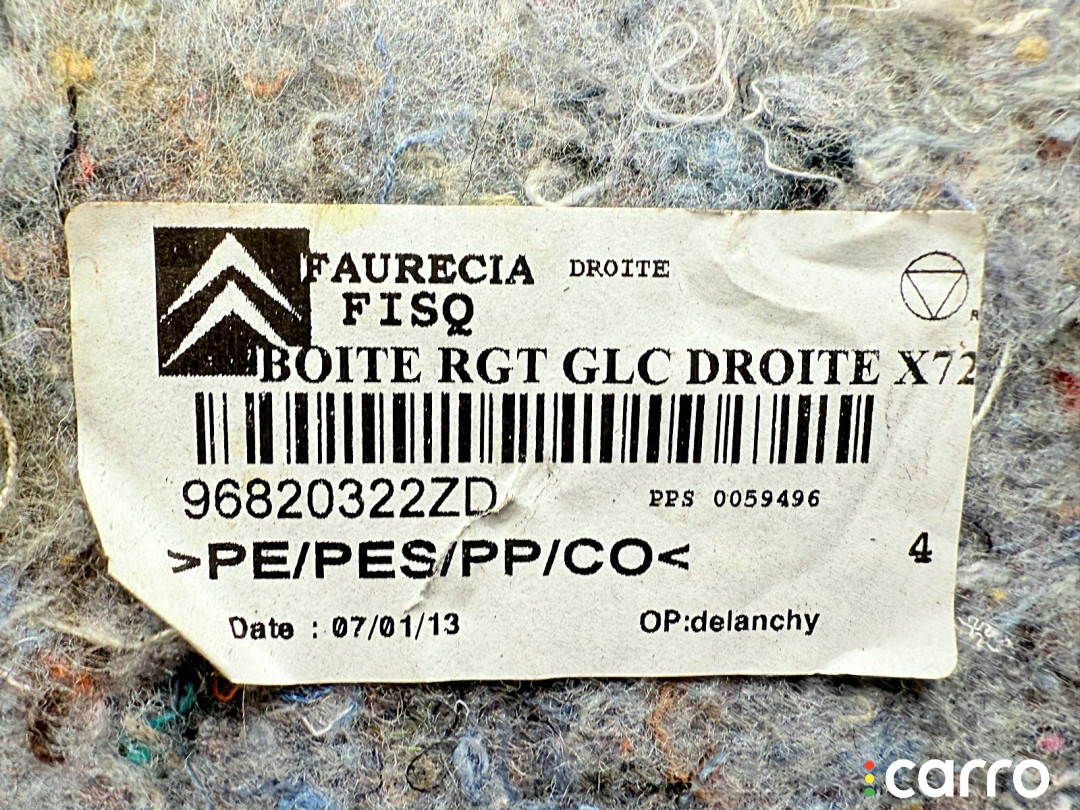 FAURECIA DROITE
FISQ
BOITE RGT GLC DROITE X72
96820322ZD PPS 0059496
>PE/PES/PP/CO< 4
Date : 07/01/13 OP:delanchy
carro